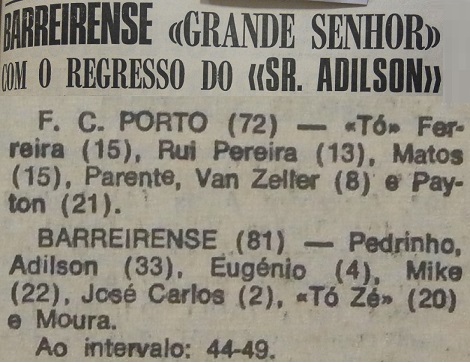 BARREIRENSE «GRANDE SENHOR»
COM O REGRESSO DO «SR. ADILSON»
F. C. PORTO (72) — «Tó» Fer-
reira (15), Rui Pereira (13), Matos
(15), Parente, Van Zeller (8) e Pay-
ton (21).
BARREIRENSE (81) — Pedrinho,
Adilson (33), Eugénio (4), Mike
(22), José Carlos (2), «Tó Zé» (20)
e Moura.
Ao intervalo: 44-49.